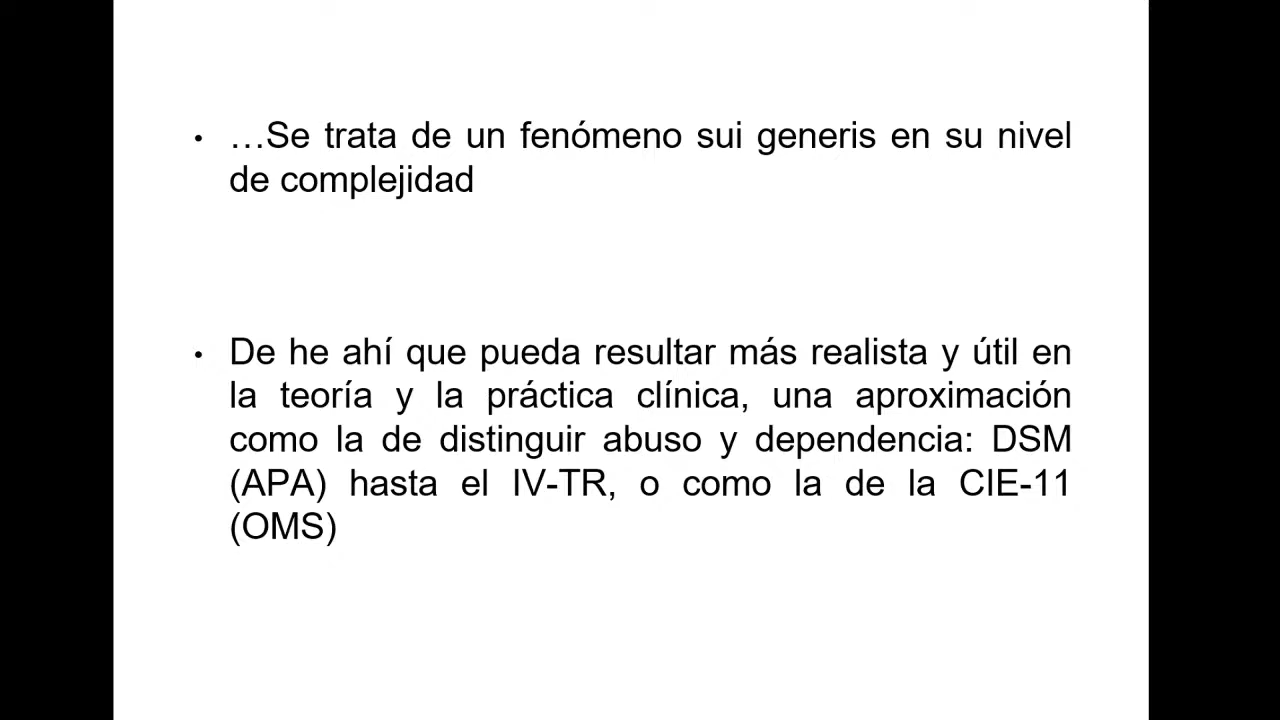 • …Se trata de un fenómeno sui generis en su nivel
de complejidad
• De he ahí que pueda resultar más realista y útil en
la teoría y la práctica clínica, una aproximación
como la de distinguir abuso y dependencia: DSM
(APA) hasta el IV-TR, o como la de la CIE-11
(OMS)